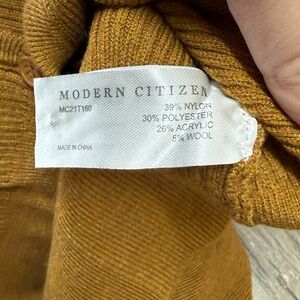 MODERN CITIZEN
MC21T160
39% NYLON
30% POLYESTER
26% ACRYLIC
5% WOOL
MADE IN CHINA